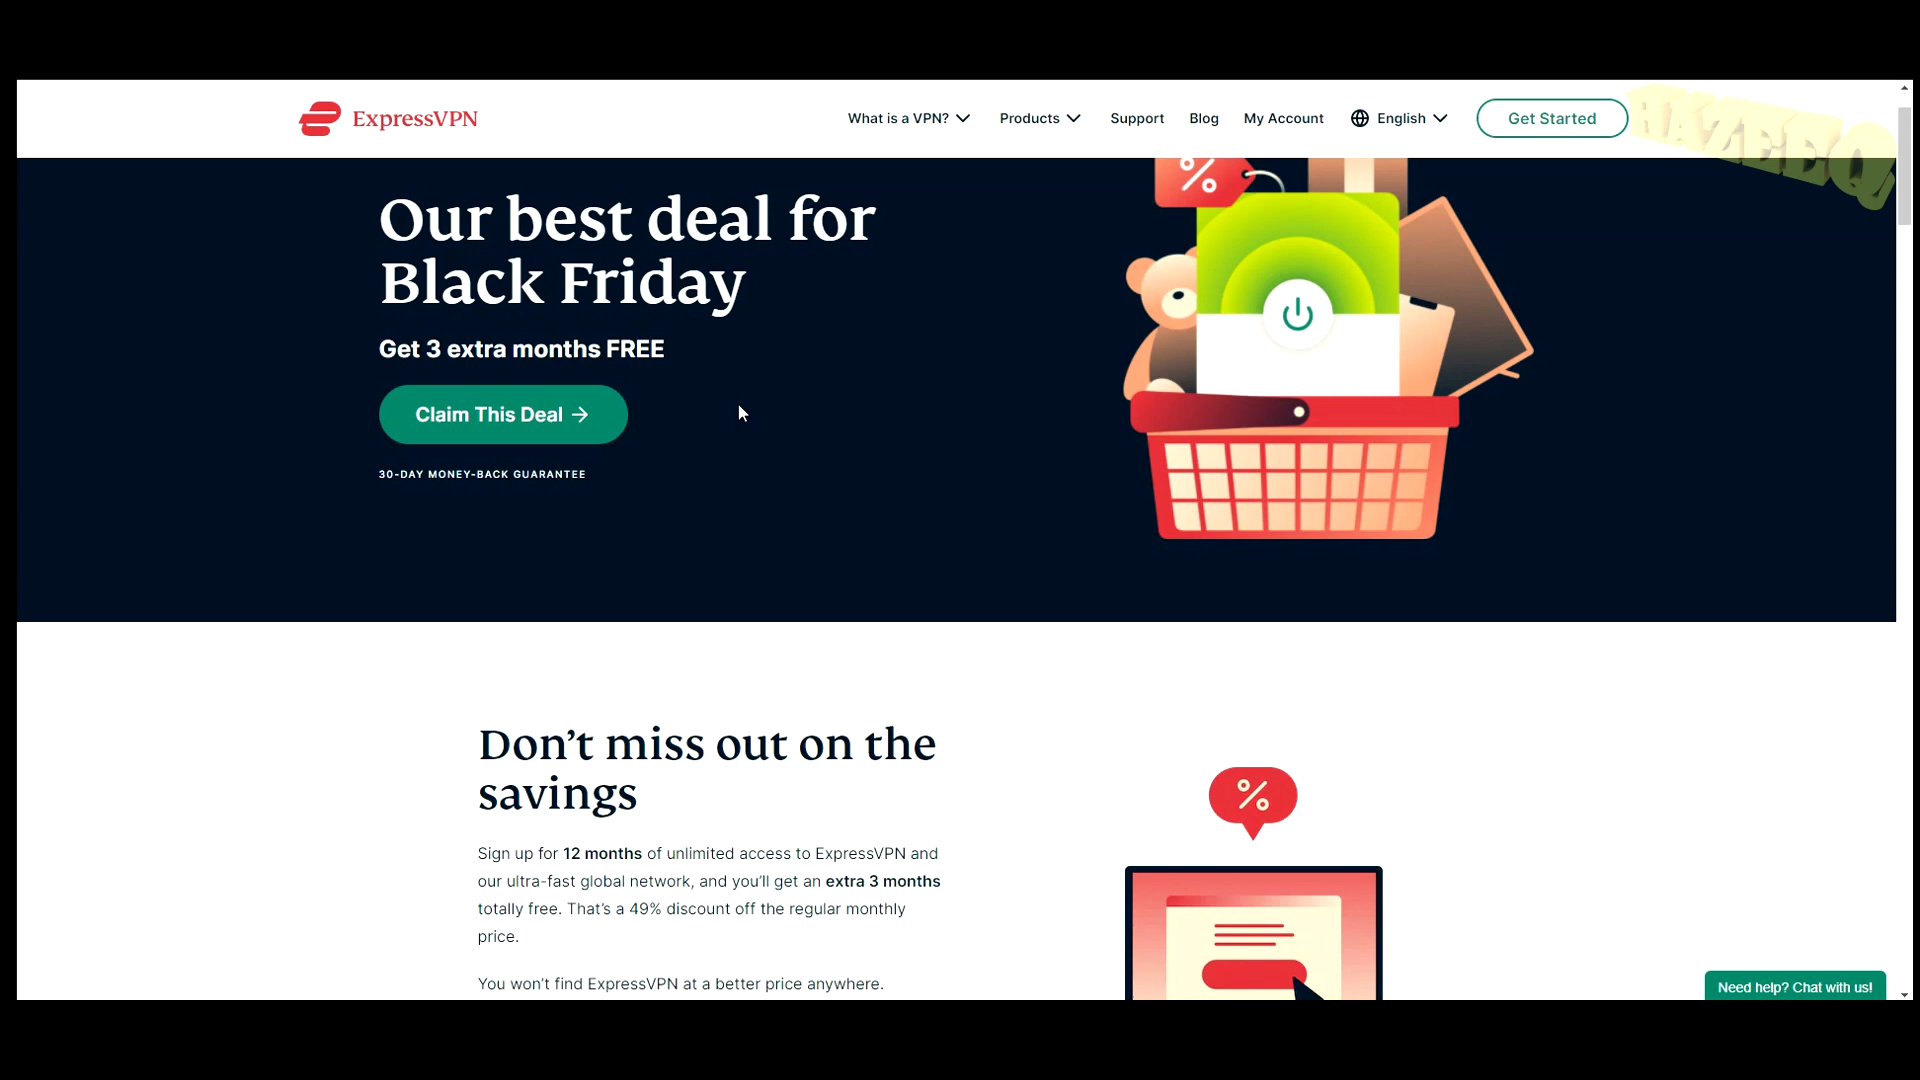 ExpressVPN
What is a VPN?
Products
Support
Blog
My Account
English
Get Started
HAZEEQ
%
Our best deal for
Black Friday
Get 3 extra months FREE
Claim This Deal →
30-DAY MONEY-BACK GUARANTEE
Don’t miss out on the
savings
%
Sign up for 12 months of unlimited access to ExpressVPN and
our ultra-fast global network, and you’ll get an extra 3 months
totally free. That’s a 49% discount off the regular monthly
price.
You won’t find ExpressVPN at a better price anywhere.
Need help? Chat with us!